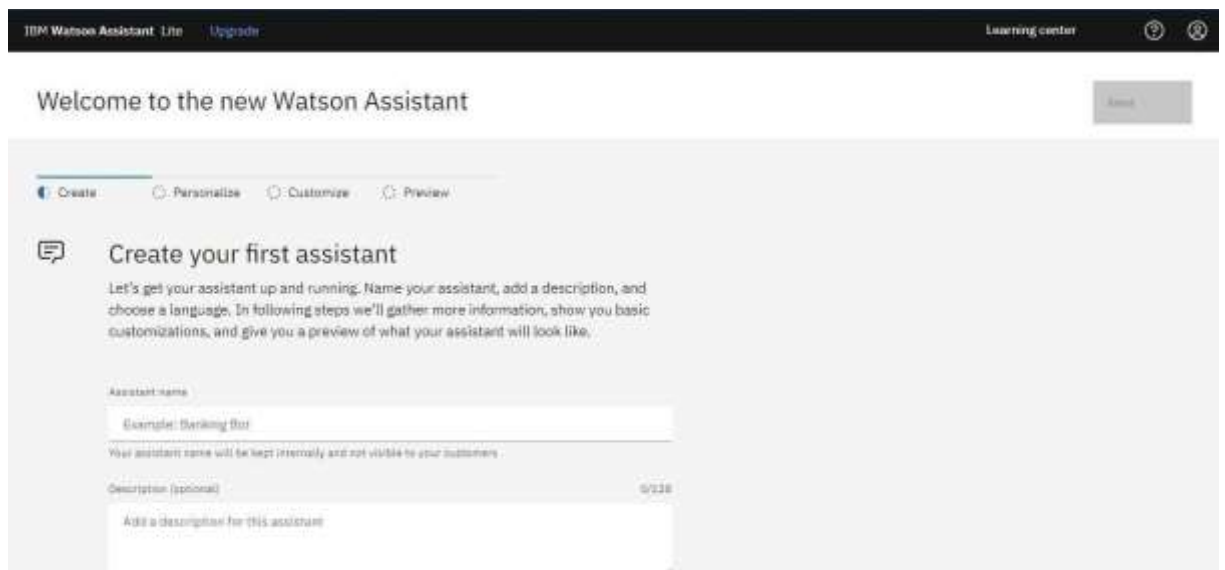 IBM Watson Assistant Lite Upgrade Learning center
Welcome to the new Watson Assistant
Create Personalize Customize Preview
Create your first assistant
Let's get your assistant up and running. Name your assistant, add a description, and
choose a language. In following steps we'll gather more information, show you basic
customizations, and give you a preview of what your assistant will look like.
Assistant name
Example: Banking Bot
Your assistant name will be kept internally and not visible to your customers
Description (optional) 0/128
Add a description for this assistant